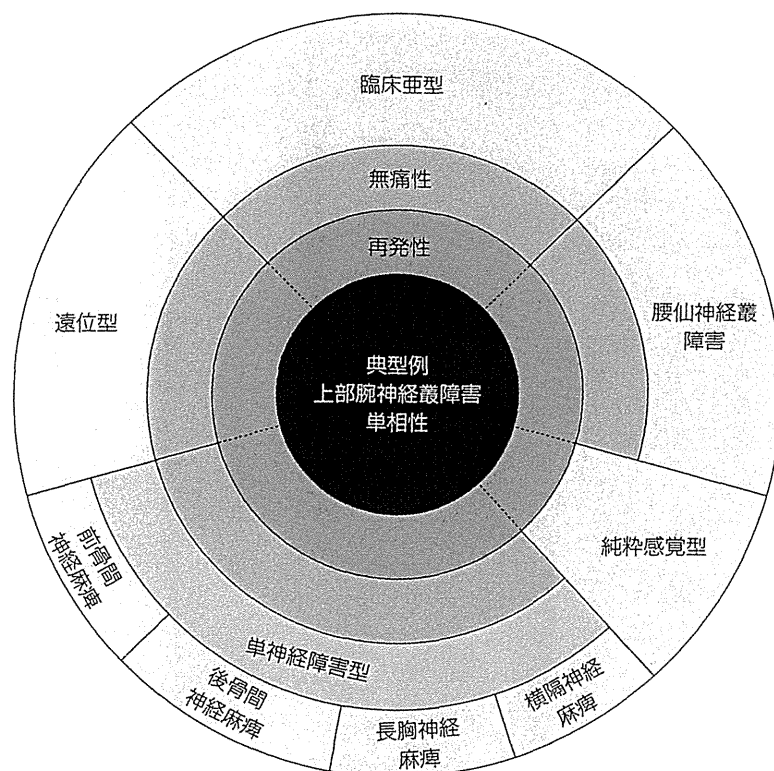 臨床亜型
無痛性
再発性
遠位型
腰仙神経叢
障害
典型例
上部腕神経叢障害
単相性
純粋感覚型
前骨間
神経麻痺
単神経障害型
後骨間
神経麻痺
長胸神経
麻痺
横隔神経
麻痺